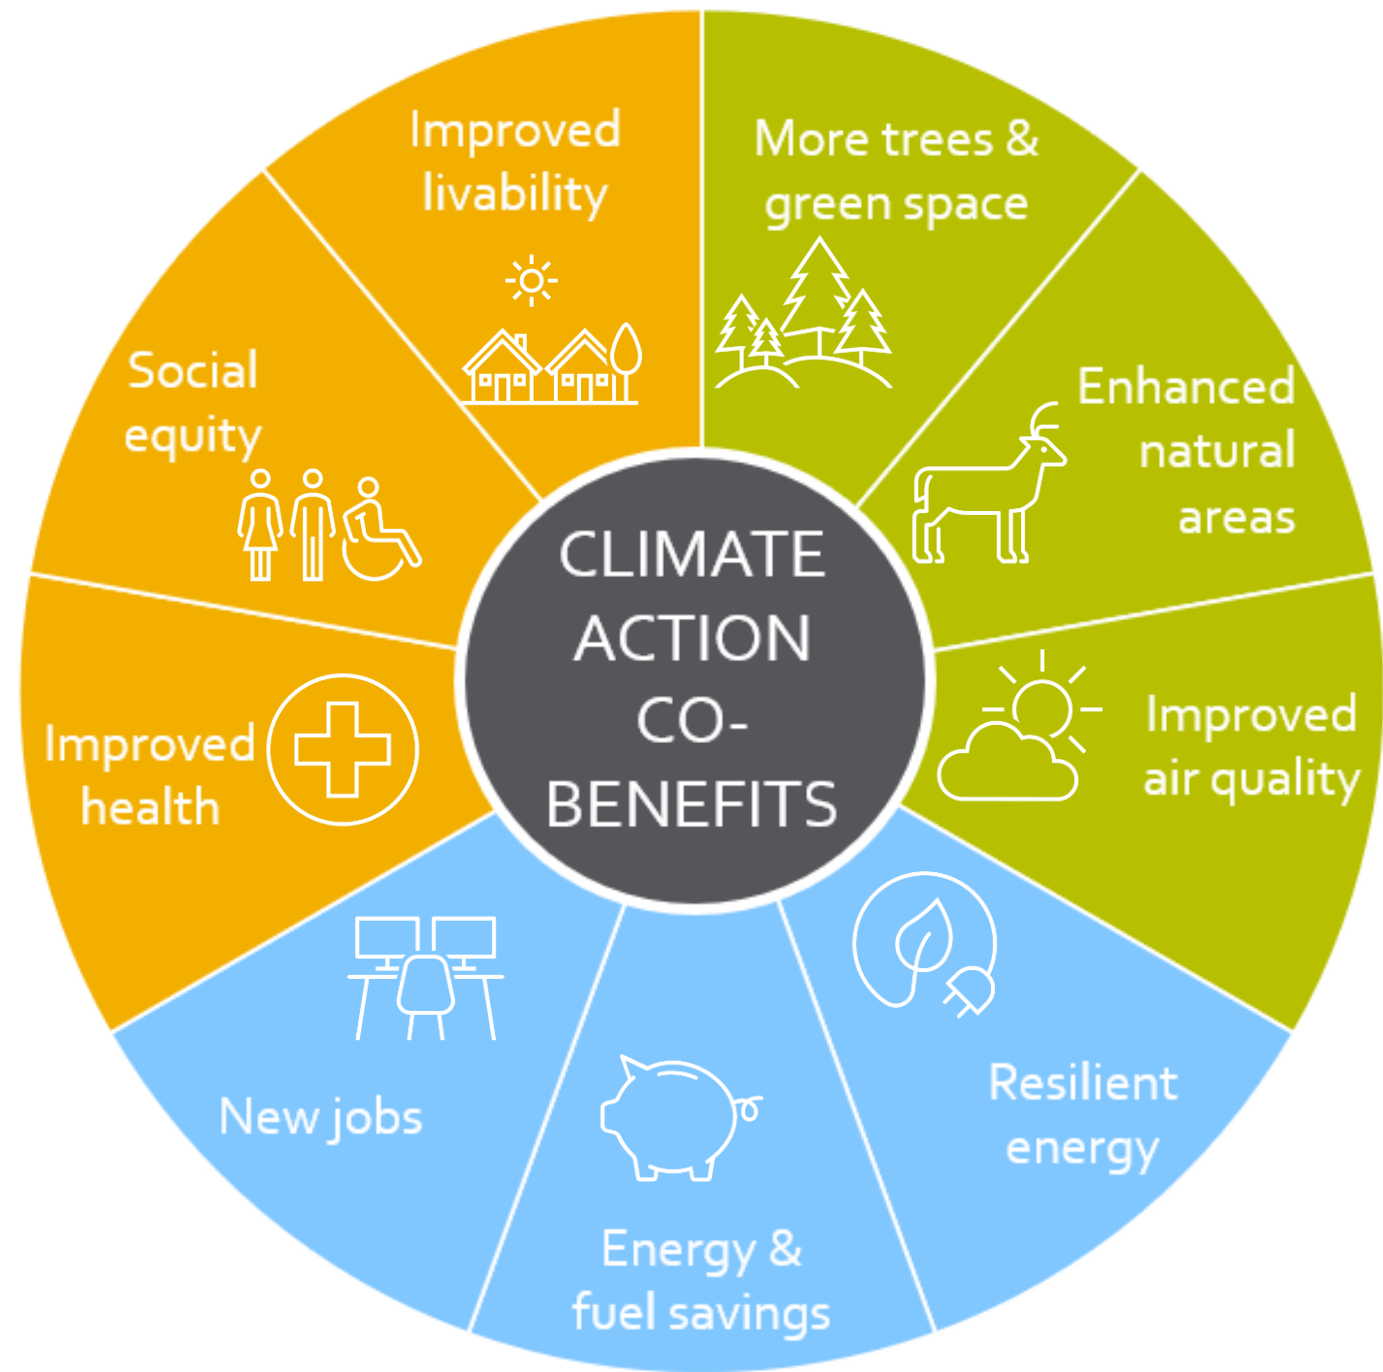 Improved
livability
More trees &
green space
Enhanced
natural
areas
Improved
air quality
Resilient
energy
Energy &
fuel savings
New jobs
Improved
health
Social
equity
CLIMATE
ACTION
CO-
BENEFITS